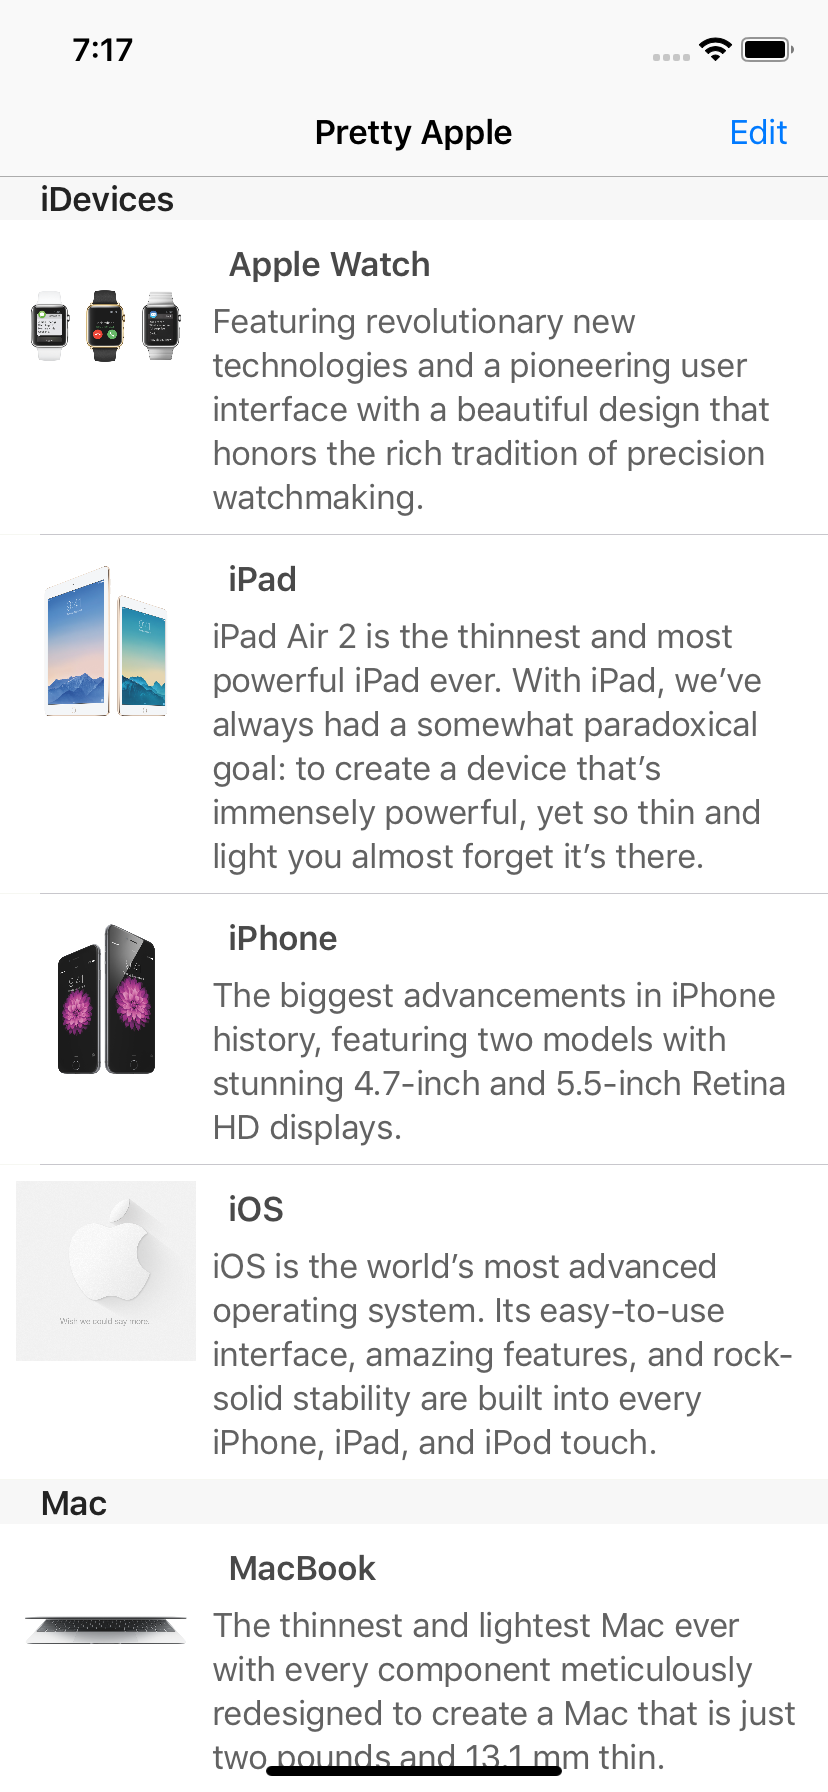 7:17
Pretty Apple
Edit
iDevices
Apple Watch
Featuring revolutionary new
technologies and a pioneering user
interface with a beautiful design that
honors the rich tradition of precision
watchmaking.
iPad
iPad Air 2 is the thinnest and most
powerful iPad ever. With iPad, we’ve
always had a somewhat paradoxical
goal: to create a device that’s
immensely powerful, yet so thin and
light you almost forget it’s there.
iPhone
The biggest advancements in iPhone
history, featuring two models with
stunning 4.7-inch and 5.5-inch Retina
HD displays.
Wish we could say more.
iOS
iOS is the world’s most advanced
operating system. Its easy-to-use
interface, amazing features, and rock-
solid stability are built into every
iPhone, iPad, and iPod touch.
Mac
MacBook
The thinnest and lightest Mac ever
with every component meticulously
redesigned to create a Mac that is just
two pounds and 13.1 mm thin.